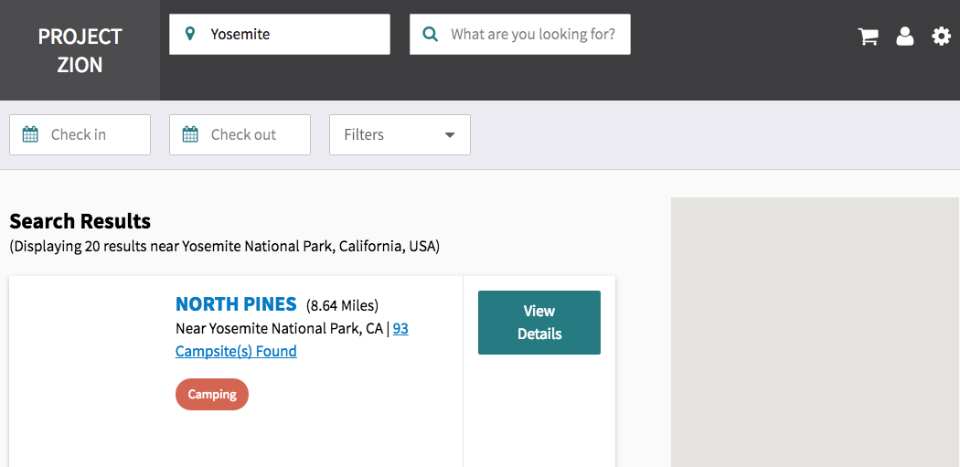 PROJECT
ZION
Yosemite
What are you looking for?
Check in
Check out
Filters
Search Results
(Displaying 20 results near Yosemite National Park, California, USA)
NORTH PINES (8.64 Miles)
Near Yosemite National Park, CA | 93
Campsite(s) Found
Camping
View
Details